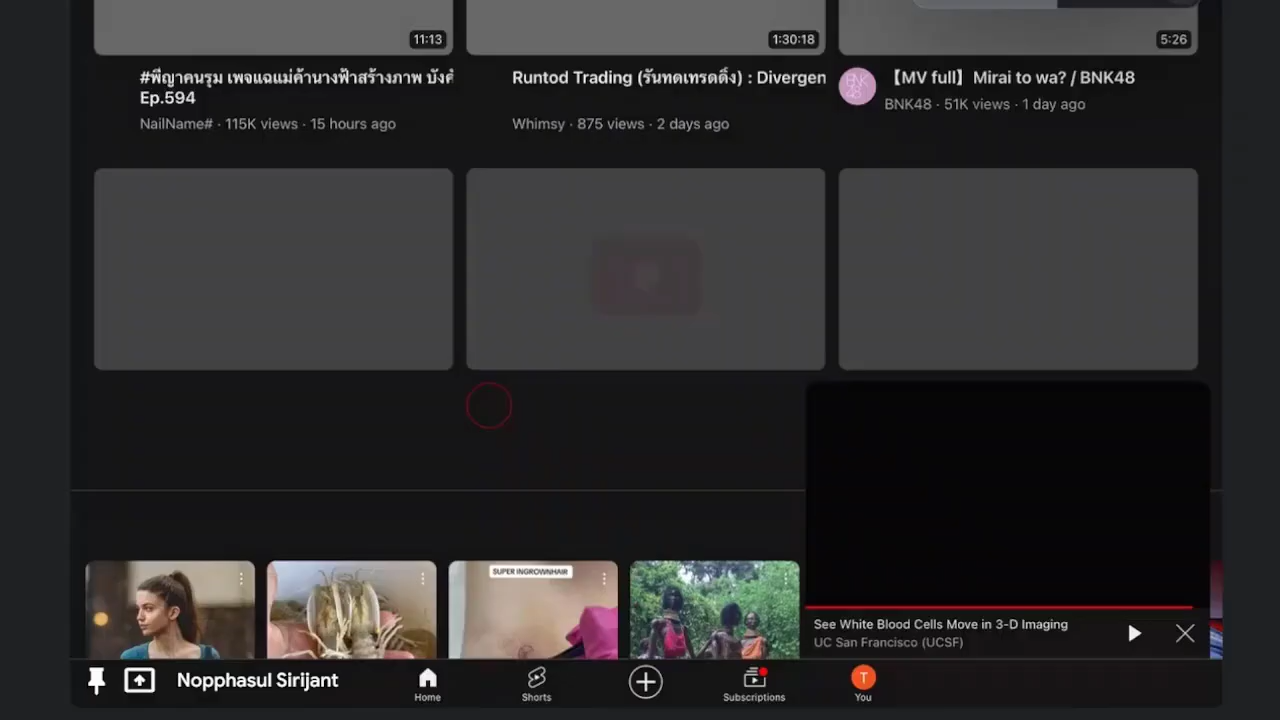 11:13
1:30:18
5:26
#พี่ญาคนรุม เพจแฉแม่ค้านางฟ้าสร้างภาพ บังคั
Ep.594
NailName# · 115K views · 15 hours ago
Runtod Trading (รันทดเทรดดิ้ง) : Divergen
Whimsy · 875 views · 2 days ago
BNK48
【MV full】Mirai to wa? / BNK48
BNK48 · 51K views · 1 day ago
SUPER INGROWNHAIR
See White Blood Cells Move in 3-D Imaging
UC San Francisco (UCSF)
Nopphasul Sirijant
Home
Shorts
Subscriptions
T
You